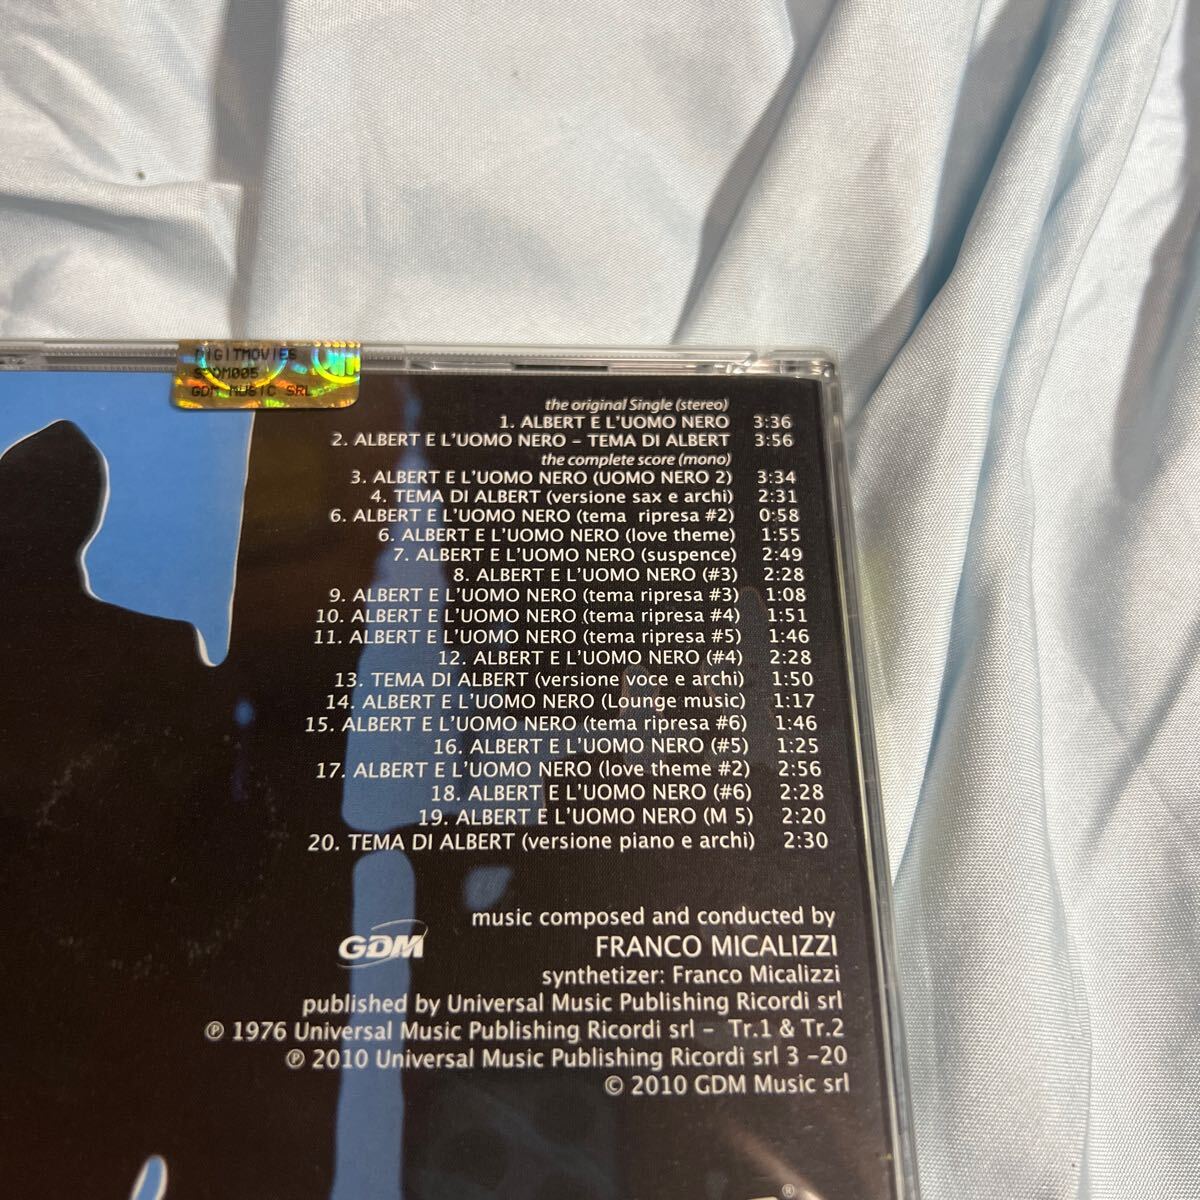 DIGITMOVIES
SPDM005
GDM MUSIC SRL
the original Single (stereo)
1. ALBERT E L'UOMO NERO 3:36
2. ALBERT E L'UOMO NERO – TEMA DI ALBERT 3:56
the complete score (mono)
3. ALBERT E L'UOMO NERO (UOMO NERO 2) 3:34
4. TEMA DI ALBERT (versione sax e archi) 2:31
6. ALBERT E L'UOMO NERO (tema ripresa #2) 0:58
6. ALBERT E L'UOMO NERO (love theme) 1:55
7. ALBERT E L'UOMO NERO (suspence) 2:49
8. ALBERT E L'UOMO NERO (#3) 2:28
9. ALBERT E L'UOMO NERO (tema ripresa #3) 1:08
10. ALBERT E L'UOMO NERO (tema ripresa #4) 1:51
11. ALBERT E L'UOMO NERO (tema ripresa #5) 1:46
12. ALBERT E L'UOMO NERO (#4) 2:28
13. TEMA DI ALBERT (versione voce e archi) 1:50
14. ALBERT E L'UOMO NERO (Lounge music) 1:17
15. ALBERT E L'UOMO NERO (tema ripresa #6) 1:46
16. ALBERT E L'UOMO NERO (#5) 1:25
17. ALBERT E L'UOMO NERO (love theme #2) 2:56
18. ALBERT E L'UOMO NERO (#6) 2:28
19. ALBERT E L'UOMO NERO (M 5) 2:20
20. TEMA DI ALBERT (versione piano e archi) 2:30
music composed and conducted by
GDM FRANCO MICALIZZI
synthetizer: Franco Micalizzi
published by Universal Music Publishing Ricordi srl
℗ 1976 Universal Music Publishing Ricordi srl – Tr.1 & Tr.2
℗ 2010 Universal Music Publishing Ricordi srl 3 –20
© 2010 GDM Music srl
®